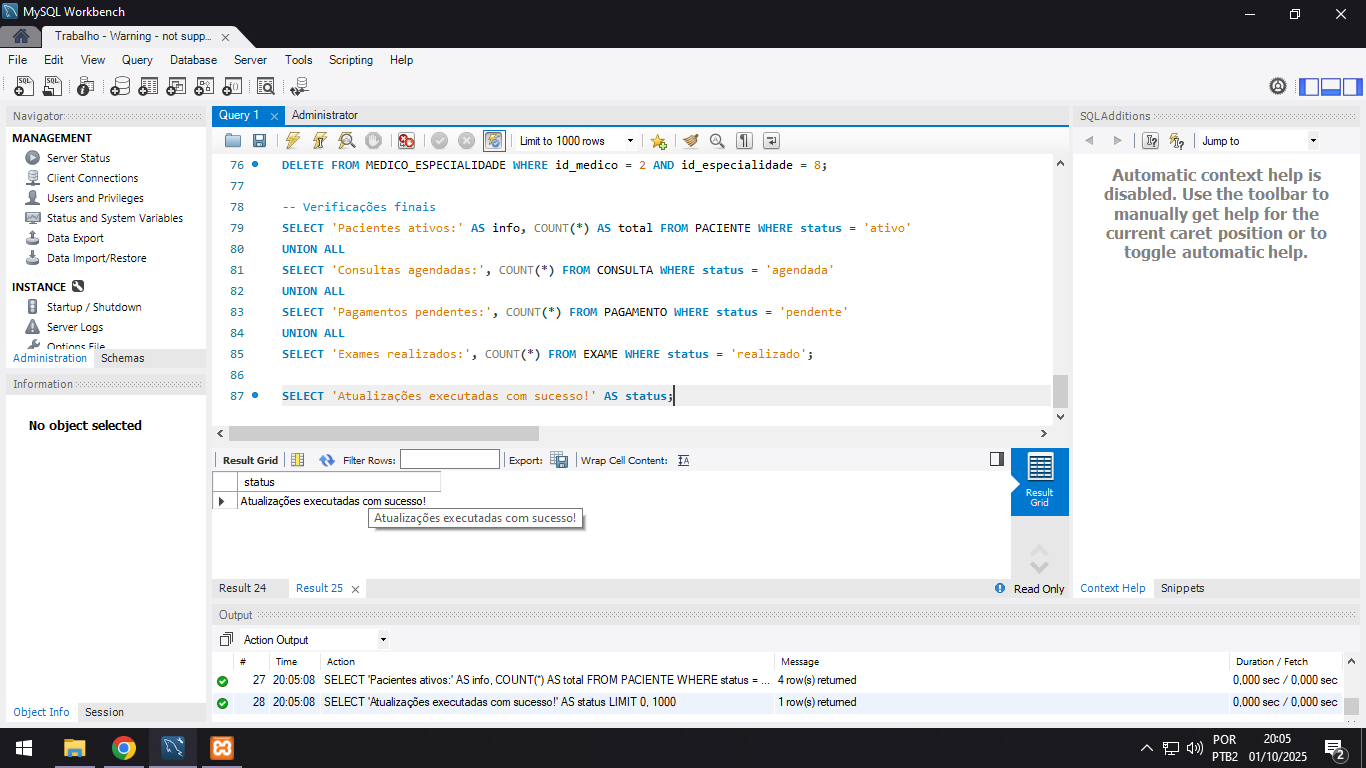 MySQL Workbench
Trabalho - Warning - not supp...
File Edit View Query Database Server Tools Scripting Help
Navigator
MANAGEMENT
Server Status
Client Connections
Users and Privileges
Status and System Variables
Data Export
Data Import/Restore
INSTANCE
Startup / Shutdown
Server Logs
Options File
Administration Schemas
Information
No object selected
Object Info Session
Query 1 Administrator
Limit to 1000 rows
76 DELETE FROM MEDICO_ESPECIALIDADE WHERE id_medico = 2 AND id_especialidade = 8;
77
78 -- Verificações finais
79 SELECT 'Pacientes ativos:' AS info, COUNT(*) AS total FROM PACIENTE WHERE status = 'ativo'
80 UNION ALL
81 SELECT 'Consultas agendadas:', COUNT(*) FROM CONSULTA WHERE status = 'agendada'
82 UNION ALL
83 SELECT 'Pagamentos pendentes:', COUNT(*) FROM PAGAMENTO WHERE status = 'pendente'
84 UNION ALL
85 SELECT 'Exames realizados:', COUNT(*) FROM EXAME WHERE status = 'realizado';
86
87 SELECT 'Atualizações executadas com sucesso!' AS status;
Result Grid Filter Rows: Export: Wrap Cell Content:
status
Atualizações executadas com sucesso!
Atualizações executadas com sucesso!
Result Grid
Result 24 Result 25 Read Only
SQLAdditions
Jump to
Automatic context help is
disabled. Use the toolbar to
manually get help for the
current caret position or to
toggle automatic help.
Context Help Snippets
Output
Action Output
# Time Action Message Duration / Fetch
27 20:05:08 SELECT 'Pacientes ativos:' AS info, COUNT(*) AS total FROM PACIENTE WHERE status = ... 4 row(s) returned 0,000 sec / 0,000 sec
28 20:05:08 SELECT 'Atualizações executadas com sucesso!' AS status LIMIT 0, 1000 1 row(s) returned 0,000 sec / 0,000 sec
POR
PTB2
20:05
01/10/2025
2